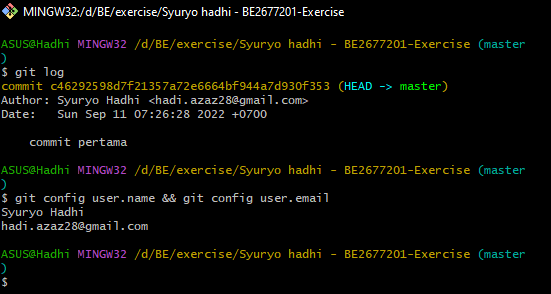 MINGW32:/d/BE/exercise/Syuryo hadhi - BE2677201-Exercise
ASUS@Hadhi MINGW32 /d/BE/exercise/Syuryo hadhi - BE2677201-Exercise (master
)
$ git log
commit c46292598d7f21357a72e6664bf944a7d930f353 (HEAD -> master)
Author: Syuryo Hadhi <hadi.azaz28@gmail.com>
Date:   Sun Sep 11 07:26:28 2022 +0700
    commit pertama
ASUS@Hadhi MINGW32 /d/BE/exercise/Syuryo hadhi - BE2677201-Exercise (master
)
$ git config user.name && git config user.email
Syuryo Hadhi
hadi.azaz28@gmail.com
ASUS@Hadhi MINGW32 /d/BE/exercise/Syuryo hadhi - BE2677201-Exercise (master
)
$